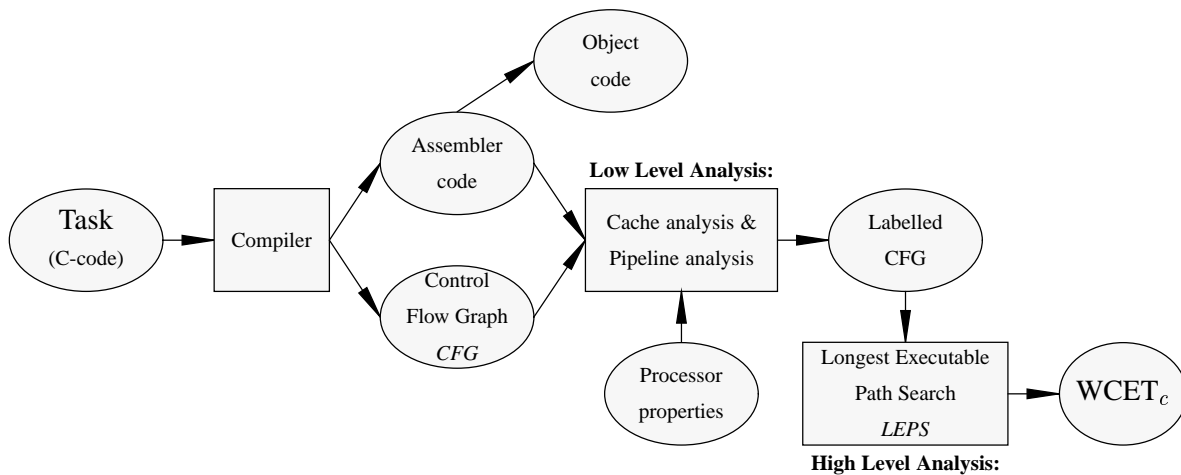 Object
code
Assembler
code
Low Level Analysis:
Task
(C-code)
Compiler
Cache analysis &
Pipeline analysis
Labelled
CFG
Control
Flow Graph
CFG
Processor
properties
Longest Executable
Path Search
LEPS
WCETc
High Level Analysis: